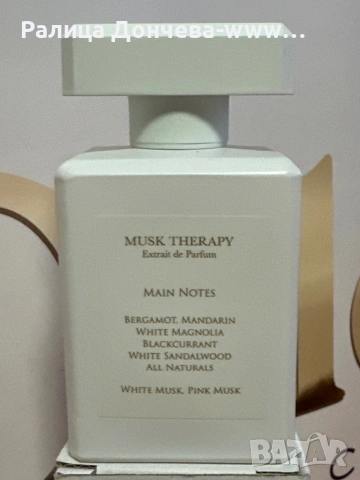 Ралица Дончева-www...
MUSK THERAPY
Extrait de Parfum
MAIN NOTES
BERGAMOT, MANDARIN
WHITE MAGNOLIA
BLACKCURRANT
WHITE SANDALWOOD
ALL NATURALS
WHITE MUSK, PINK MUSK
BAZAR